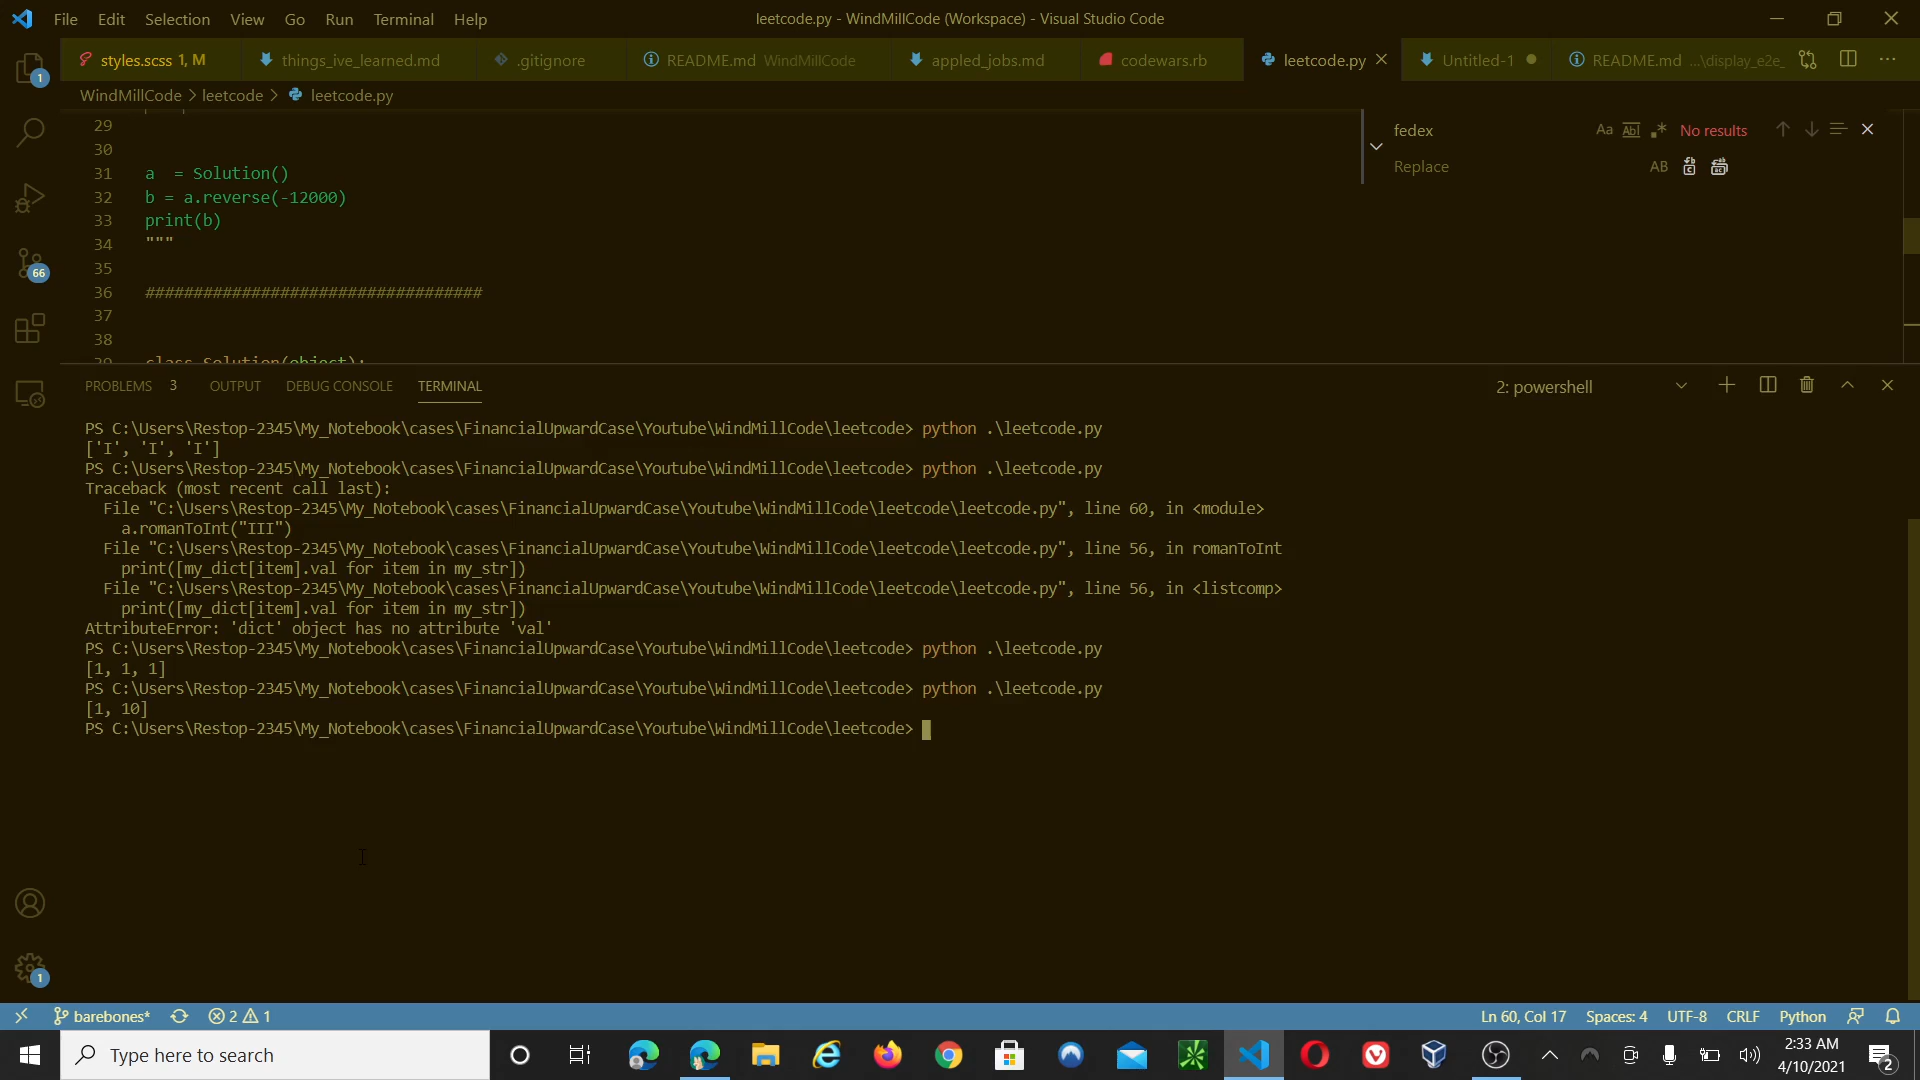 File Edit Selection View Go Run Terminal Help
leetcode.py - WindMillCode (Workspace) - Visual Studio Code
styles.scss 1, M things_ive_learned.md .gitignore README.md WindMillCode appled_jobs.md codewars.rb leetcode.py Untitled-1 README.md ...\display_e2e_
WindMillCode > leetcode > leetcode.py
fedex Aa Abl .* No results
Replace AB
29
30
31 a  = Solution()
32 b = a.reverse(-12000)
33 print(b)
34 """
35
36 ###################################
37
38
39 class Solution(object):
PROBLEMS 3 OUTPUT DEBUG CONSOLE TERMINAL
2: powershell
PS C:\Users\Restop-2345\My_Notebook\cases\FinancialUpwardCase\Youtube\WindMillCode\leetcode> python .\leetcode.py
['I', 'I', 'I']
PS C:\Users\Restop-2345\My_Notebook\cases\FinancialUpwardCase\Youtube\WindMillCode\leetcode> python .\leetcode.py
Traceback (most recent call last):
  File "C:\Users\Restop-2345\My_Notebook\cases\FinancialUpwardCase\Youtube\WindMillCode\leetcode\leetcode.py", line 60, in <module>
    a.romanToInt("III")
  File "C:\Users\Restop-2345\My_Notebook\cases\FinancialUpwardCase\Youtube\WindMillCode\leetcode\leetcode.py", line 56, in romanToInt
    print([my_dict[item].val for item in my_str])
  File "C:\Users\Restop-2345\My_Notebook\cases\FinancialUpwardCase\Youtube\WindMillCode\leetcode\leetcode.py", line 56, in <listcomp>
    print([my_dict[item].val for item in my_str])
AttributeError: 'dict' object has no attribute 'val'
PS C:\Users\Restop-2345\My_Notebook\cases\FinancialUpwardCase\Youtube\WindMillCode\leetcode> python .\leetcode.py
[1, 1, 1]
PS C:\Users\Restop-2345\My_Notebook\cases\FinancialUpwardCase\Youtube\WindMillCode\leetcode> python .\leetcode.py
[1, 10]
PS C:\Users\Restop-2345\My_Notebook\cases\FinancialUpwardCase\Youtube\WindMillCode\leetcode>
1
66
1
barebones* 2 1
Ln 60, Col 17 Spaces: 4 UTF-8 CRLF Python
Type here to search
2:33 AM
4/10/2021
2